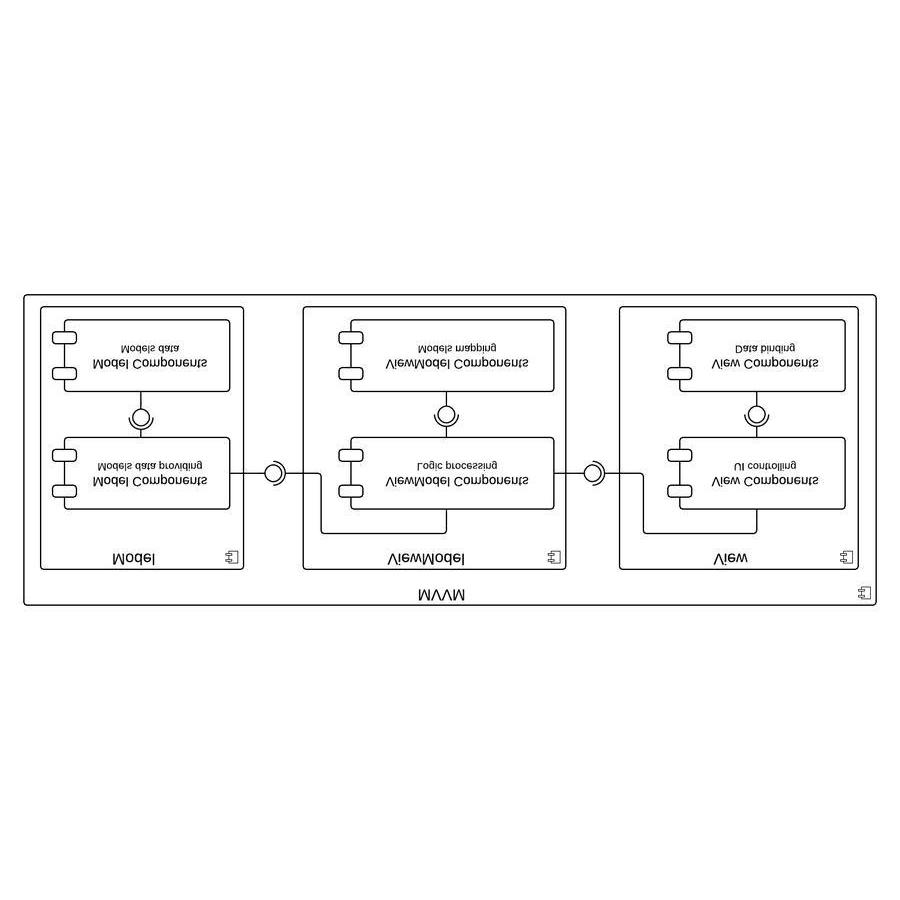 MVVM
Model
ViewModel
View
Model Components
Models data providing
ViewModel Components
Logic processing
View Components
UI controlling
Model Components
Models data
ViewModel Components
Models mapping
View Components
Data binding